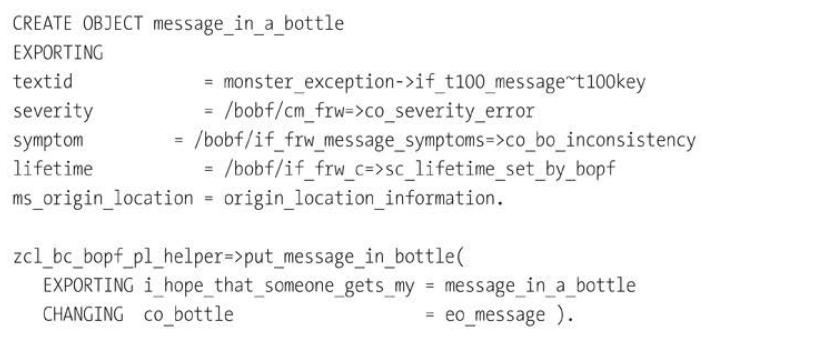 CREATE OBJECT message_in_a_bottle
EXPORTING
textid = monster_exception->if_t100_message~t100key
severity = /bobf/cm_frw=>co_severity_error
symptom = /bobf/if_frw_message_symptoms=>co_bo_inconsistency
lifetime = /bobf/if_frw_c=>sc_lifetime_set_by_bopf
ms_origin_location = origin_location_information.
zcl_bc_bopf_pl_helper=>put_message_in_bottle(
EXPORTING i_hope_that_someone_gets_my = message_in_a_bottle
CHANGING co_bottle = eo_message ).